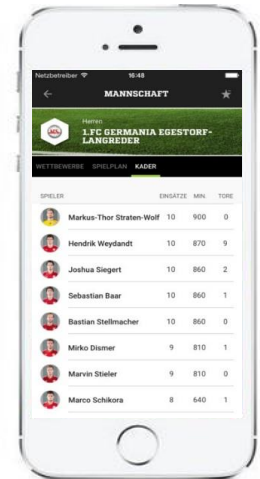 Netzbetreiber 16:48
MANNSCHAFT
Herren
1.FC GERMANIA EGESTORF-
LANGREDER
WETTBEWERBE SPIELPLAN KADER
SPIELER EINSÄTZE MIN. TORE
Markus-Thor Straten-Wolf 10 900 0
Hendrik Weydandt 10 870 9
Joshua Siegert 10 860 2
Sebastian Baar 10 860 1
Bastian Stellmacher 10 860 0
Mirko Dismer 9 810 1
Marvin Stieler 9 810 0
Marco Schikora 8 640 1